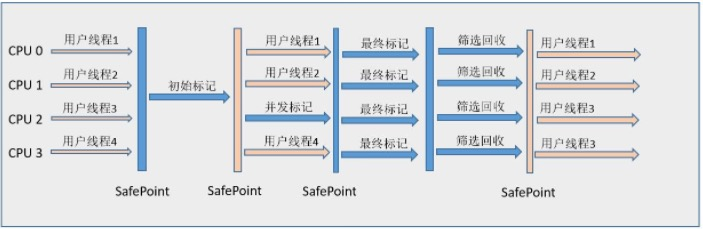 CPU 0 用户线程1 用户线程1 最终标记 筛选回收 用户线程1
CPU 1 用户线程2 初始标记 用户线程2 最终标记 筛选回收 用户线程2
CPU 2 用户线程3 并发标记 最终标记 筛选回收 用户线程3
CPU 3 用户线程4 用户线程4 最终标记 筛选回收 用户线程3
SafePoint SafePoint SafePoint SafePoint